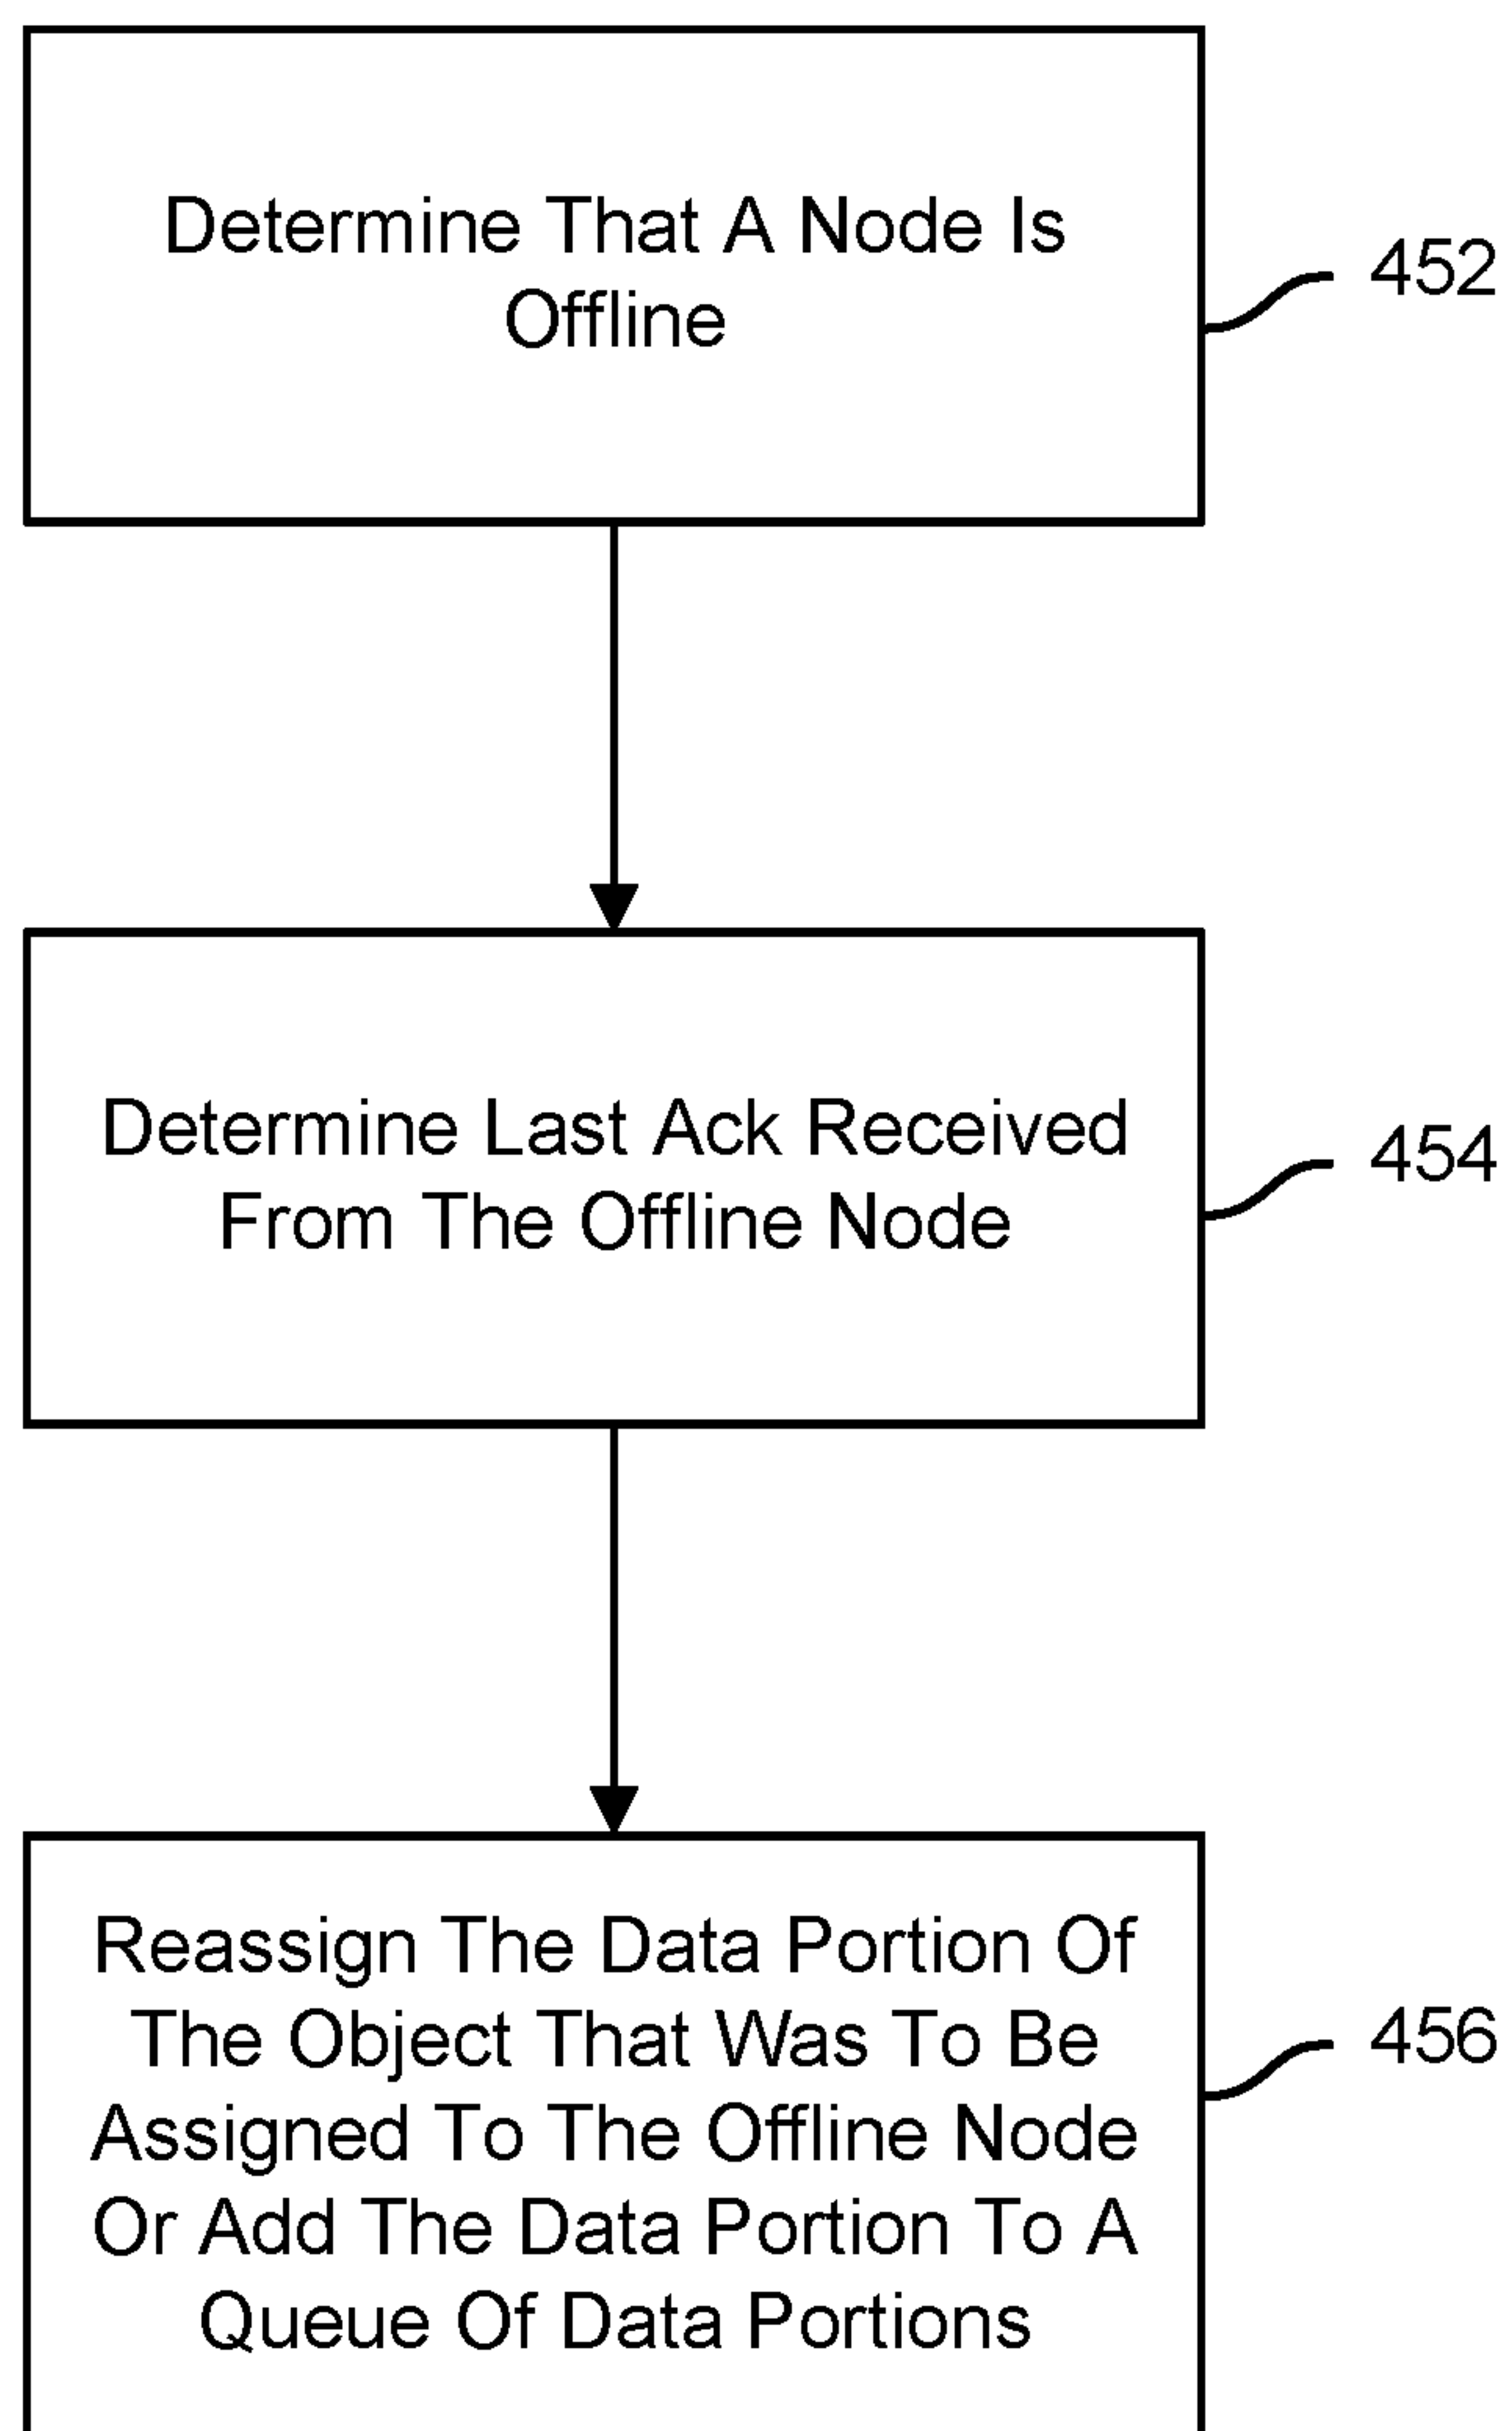 Determine That A Node Is
Offline
452
Determine Last Ack Received
From The Offline Node
454
Reassign The Data Portion Of
The Object That Was To Be
Assigned To The Offline Node
Or Add The Data Portion To A
Queue Of Data Portions
456